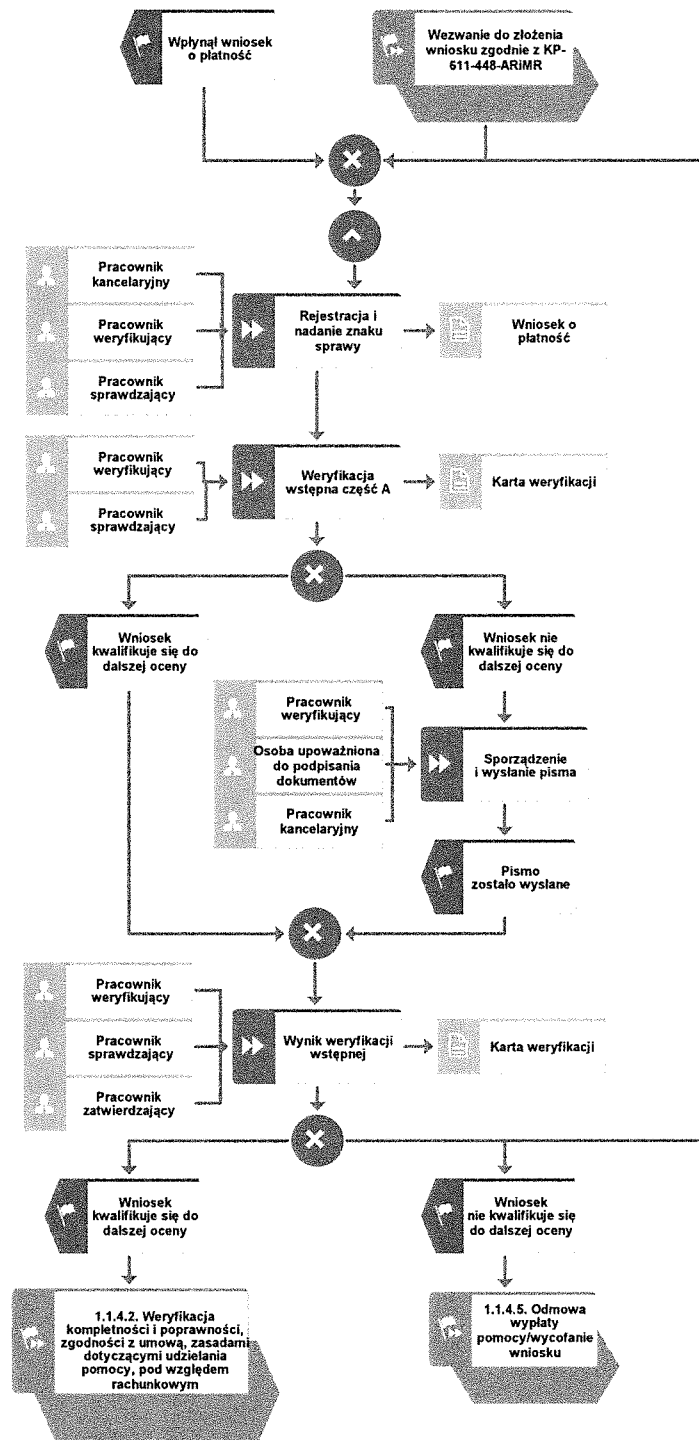 Wpłynął wniosek
o płatność
Wezwanie do złożenia
wniosku zgodnie z KP-
611-448-ARiMR
Pracownik
kancelaryjny
Pracownik
weryfikujący
Pracownik
sprawdzający
Rejestracja i
nadanie znaku
sprawy
Wniosek o
płatność
Pracownik
weryfikujący
Pracownik
sprawdzający
Weryfikacja
wstępna część A
Karta weryfikacji
Wniosek
kwalifikuje się do
dalszej oceny
Wniosek nie
kwalifikuje się do
dalszej oceny
Pracownik
weryfikujący
Osoba upoważniona
do podpisania
dokumentów
Pracownik
kancelaryjny
Sporządzenie
i wysłanie pisma
Pismo
zostało wysłane
Pracownik
weryfikujący
Pracownik
sprawdzający
Pracownik
zatwierdzający
Wynik weryfikacji
wstępnej
Karta weryfikacji
Wniosek
kwalifikuje się do
dalszej oceny
Wniosek
nie kwalifikuje się
do dalszej oceny
1.1.4.2. Weryfikacja
kompletności i poprawności,
zgodności z umową, zasadami
dotyczącymi udzielania
pomocy, pod względem
rachunkowym
1.1.4.5. Odmowa
wypłaty
pomocy/wycofanie
wniosku